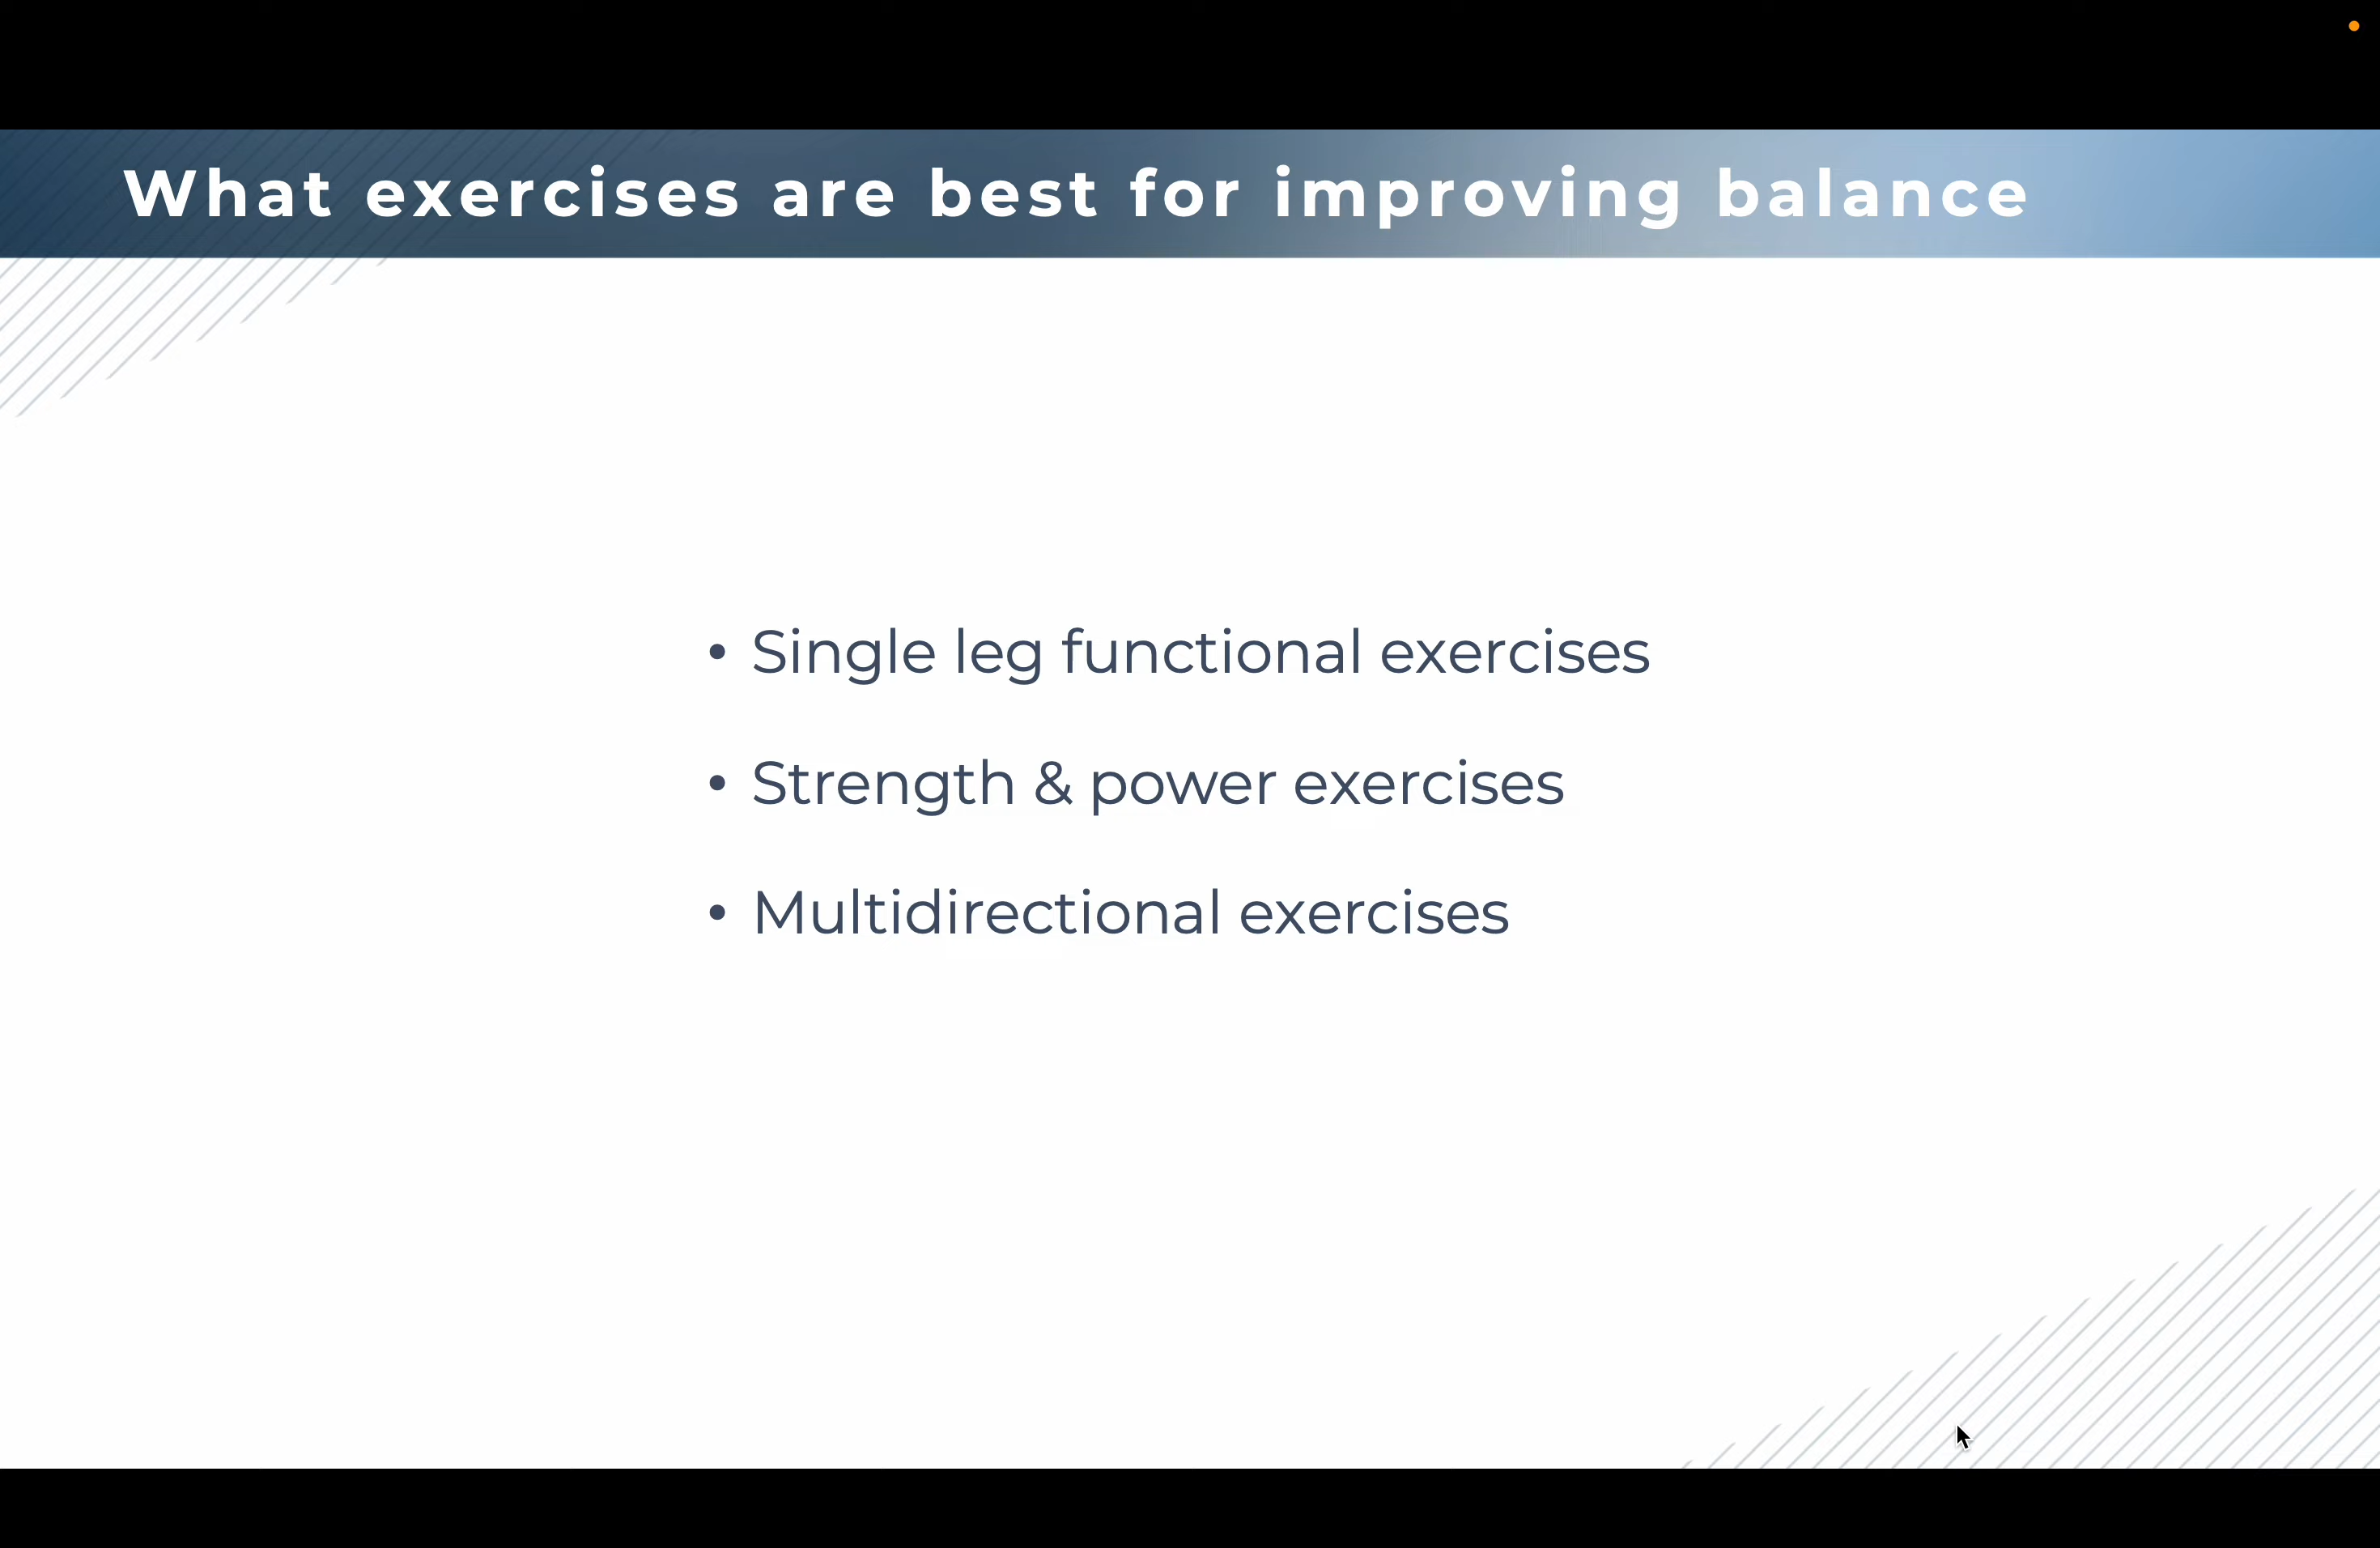 What exercises are best for improving balance
• Single leg functional exercises
• Strength & power exercises
• Multidirectional exercises